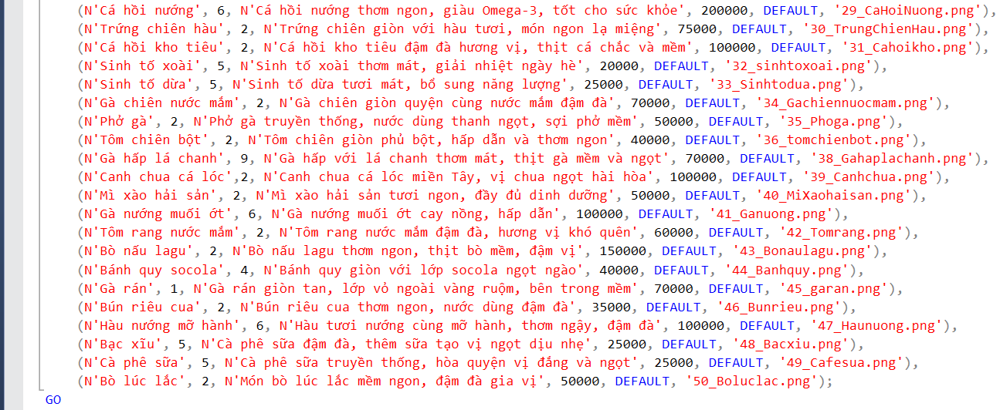 (N'Cá hồi nướng', 6, N'Cá hồi nướng thơm ngon, giàu Omega-3, tốt cho sức khỏe', 200000, DEFAULT, '29_CaHoiNuong.png'),
(N'Trứng chiên hàu', 2, N'Trứng chiên giòn với hàu tươi, món ngon lạ miệng', 75000, DEFAULT, '30_TrungChienHau.png'),
(N'Cá hồi kho tiêu', 2, N'Cá hồi kho tiêu đậm đà hương vị, thịt cá chắc và mềm', 100000, DEFAULT, '31_Cahoikho.png'),
(N'Sinh tố xoài', 5, N'Sinh tố xoài thơm mát, giải nhiệt ngày hè', 20000, DEFAULT, '32_sinhtoxoai.png'),
(N'Sinh tố dừa', 5, N'Sinh tố dừa tươi mát, bổ sung năng lượng', 25000, DEFAULT, '33_Sinhtodua.png'),
(N'Gà chiên nước mắm', 2, N'Gà chiên giòn quyện cùng nước mắm đậm đà', 70000, DEFAULT, '34_Gachiennuocmam.png'),
(N'Phở gà', 2, N'Phở gà truyền thống, nước dùng thanh ngọt, sợi phở mềm', 50000, DEFAULT, '35_Phoga.png'),
(N'Tôm chiên bột', 2, N'Tôm chiên giòn phủ bột, hấp dẫn và thơm ngon', 40000, DEFAULT, '36_tomchienbot.png'),
(N'Gà hấp lá chanh', 9, N'Gà hấp với lá chanh thơm mát, thịt gà mềm và ngọt', 70000, DEFAULT, '38_Gahaplachanh.png'),
(N'Canh chua cá lóc',2, N'Canh chua cá lóc miền Tây, vị chua ngọt hài hòa', 100000, DEFAULT, '39_Canhchua.png'),
(N'Mì xào hải sản', 2, N'Mì xào hải sản tươi ngon, đầy đủ dinh dưỡng', 50000, DEFAULT, '40_MiXaohaisan.png'),
(N'Gà nướng muối ớt', 6, N'Gà nướng muối ớt cay nồng, hấp dẫn', 100000, DEFAULT, '41_Ganuong.png'),
(N'Tôm rang nước mắm', 2, N'Tôm rang nước mắm đậm đà, hương vị khó quên', 60000, DEFAULT, '42_Tomrang.png'),
(N'Bò nấu lagu', 2, N'Bò nấu lagu thơm ngon, thịt bò mềm, đậm vị', 150000, DEFAULT, '43_Bonaulagu.png'),
(N'Bánh quy socola', 4, N'Bánh quy giòn với lớp socola ngọt ngào', 40000, DEFAULT, '44_Banhquy.png'),
(N'Gà rán', 1, N'Gà rán giòn tan, lớp vỏ ngoài vàng ruộm, bên trong mềm', 70000, DEFAULT, '45_garan.png'),
(N'Bún riêu cua', 2, N'Bún riêu cua thơm ngon, nước dùng đậm đà', 35000, DEFAULT, '46_Bunrieu.png'),
(N'Hàu nướng mỡ hành', 6, N'Hàu tươi nướng cùng mỡ hành, thơm ngậy, đậm đà', 100000, DEFAULT, '47_Haunuong.png'),
(N'Bạc xĩu', 5, N'Cà phê sữa đậm đà, thêm sữa tạo vị ngọt dịu nhẹ', 25000, DEFAULT, '48_Bacxiu.png'),
(N'Cà phê sữa', 5, N'Cà phê sữa truyền thống, hòa quyện vị đắng và ngọt', 25000, DEFAULT, '49_Cafesua.png'),
(N'Bò lúc lắc', 2, N'Món bò lúc lắc mềm ngon, đậm đà gia vị', 50000, DEFAULT, '50_Boluclac.png');
GO